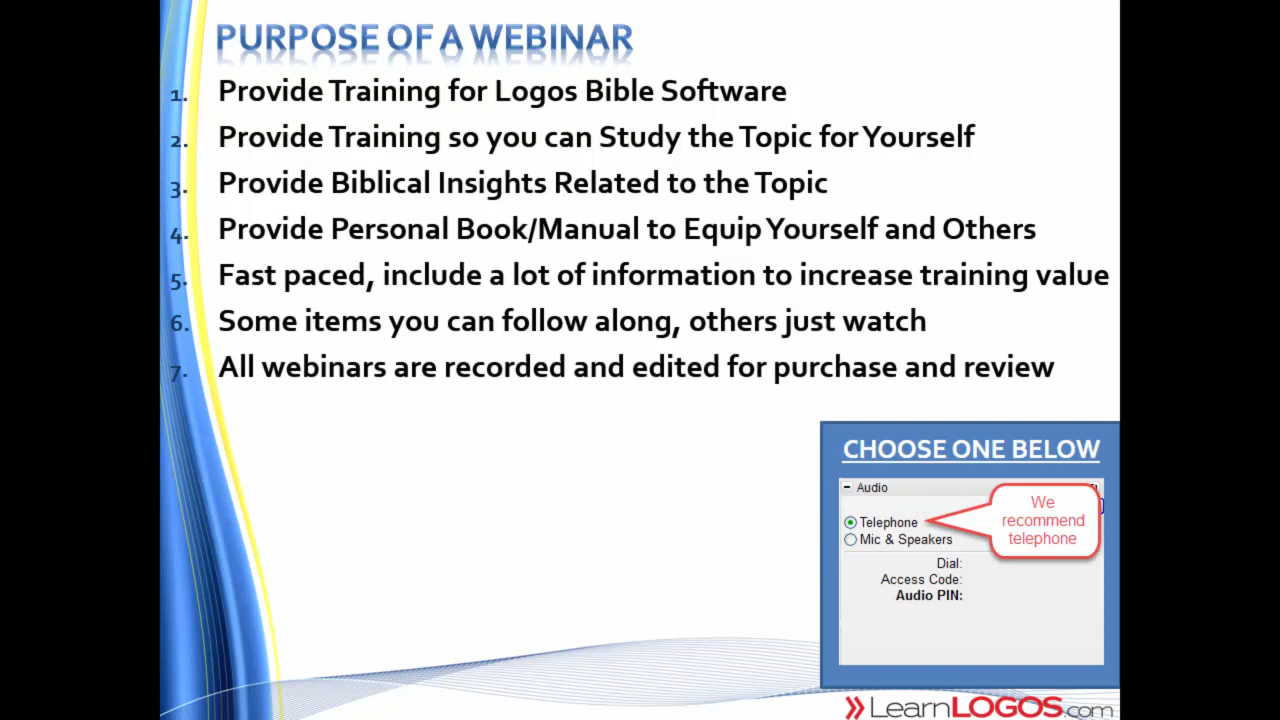 PURPOSE OF A WEBINAR
1. Provide Training for Logos Bible Software
2. Provide Training so you can Study the Topic for Yourself
3. Provide Biblical Insights Related to the Topic
4. Provide Personal Book/Manual to Equip Yourself and Others
5. Fast paced, include a lot of information to increase training value
6. Some items you can follow along, others just watch
7. All webinars are recorded and edited for purchase and review
CHOOSE ONE BELOW
Audio
We
recommend
telephone
Telephone
Mic & Speakers
Dial:
Access Code:
Audio PIN:
LearnLOGOS.com